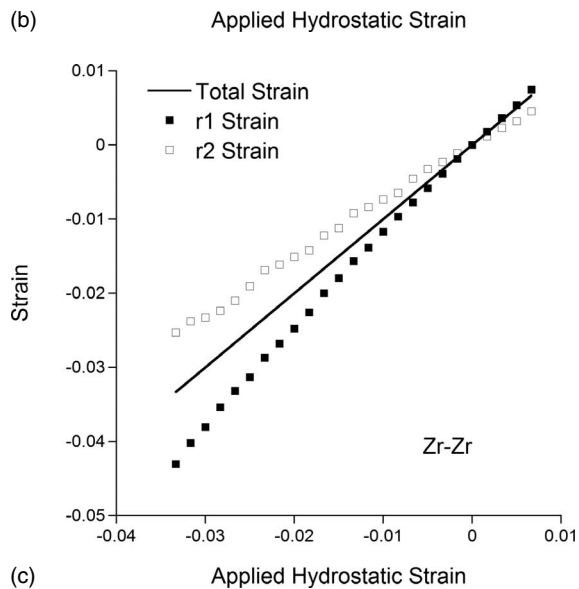 (b)
Applied Hydrostatic Strain
0.01
Total Strain
r1 Strain
0
r2 Strain
-0.01
Strain
-0.02
-0.03
-0.04
Zr-Zr
-0.05
-0.04 -0.03 -0.02 -0.01 0 0.01
(c)
Applied Hydrostatic Strain